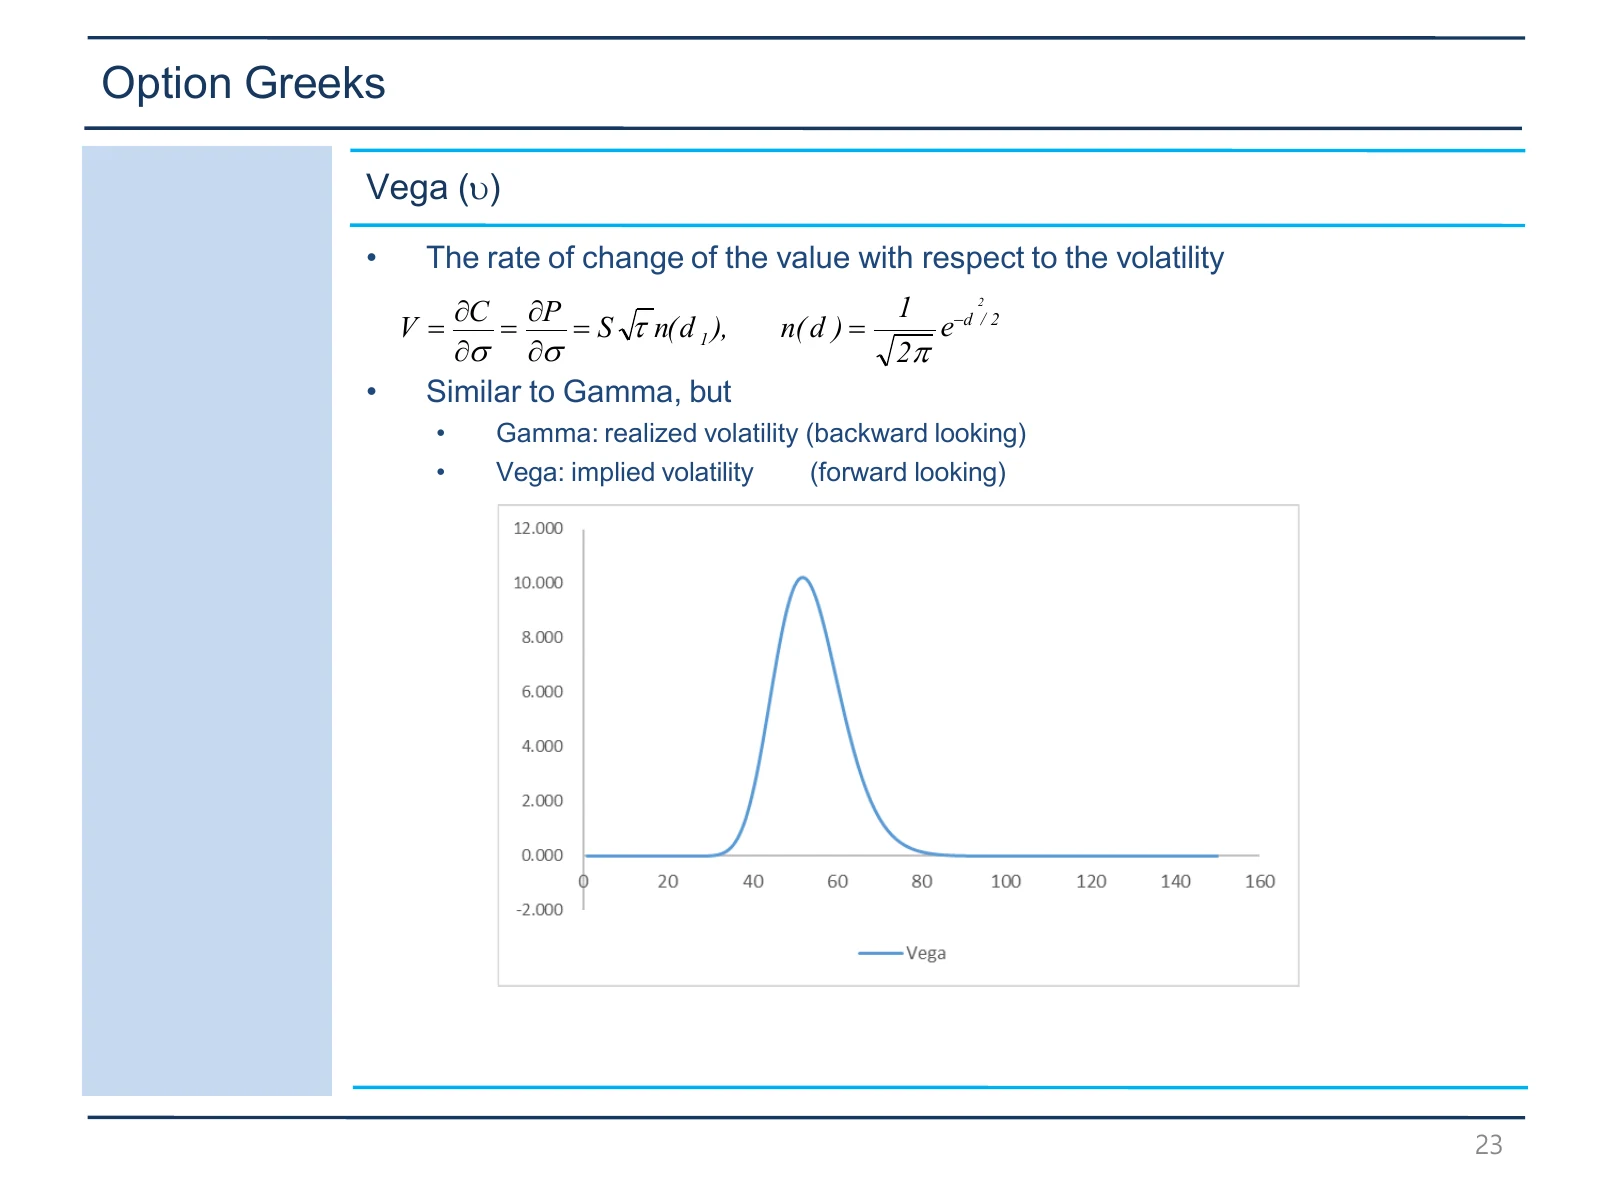 Option Greeks
Vega (υ)
• The rate of change of the value with respect to the volatility
V = ∂C/∂σ = ∂P/∂σ = S√τ n(d₁), n(d) = 1/√2π e^(−d²/2)
• Similar to Gamma, but
• Gamma: realized volatility (backward looking)
• Vega: implied volatility (forward looking)
12.000
10.000
8.000
6.000
4.000
2.000
0.000
0 20 40 60 80 100 120 140 160
-2.000
Vega
23